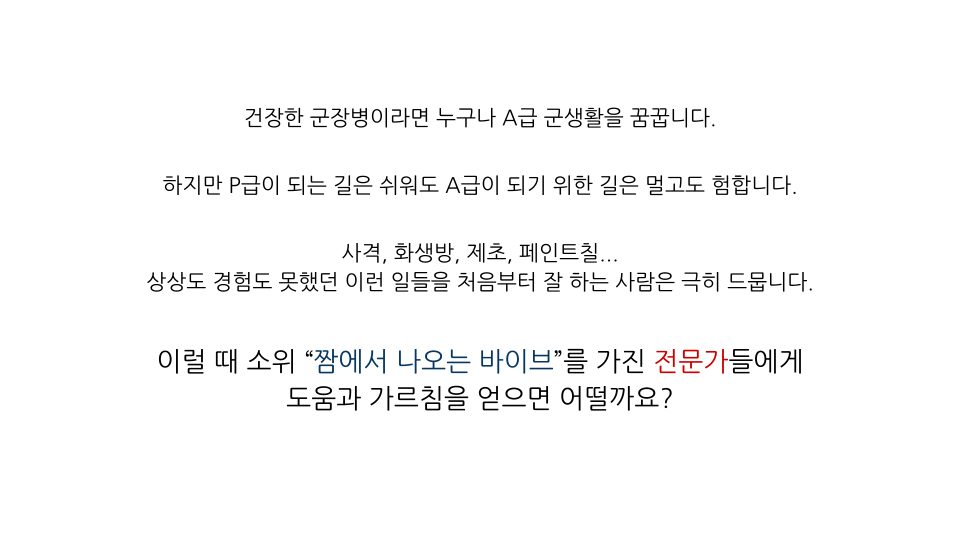 건장한 군장병이라면 누구나 A급 군생활을 꿈꿉니다.
하지만 P급이 되는 길은 쉬워도 A급이 되기 위한 길은 멀고도 험합니다.
사격, 화생방, 제초, 페인트칠...
상상도 경험도 못했던 이런 일들을 처음부터 잘 하는 사람은 극히 드뭅니다.
이럴 때 소위 “짬에서 나오는 바이브”를 가진 전문가들에게
도움과 가르침을 얻으면 어떨까요?